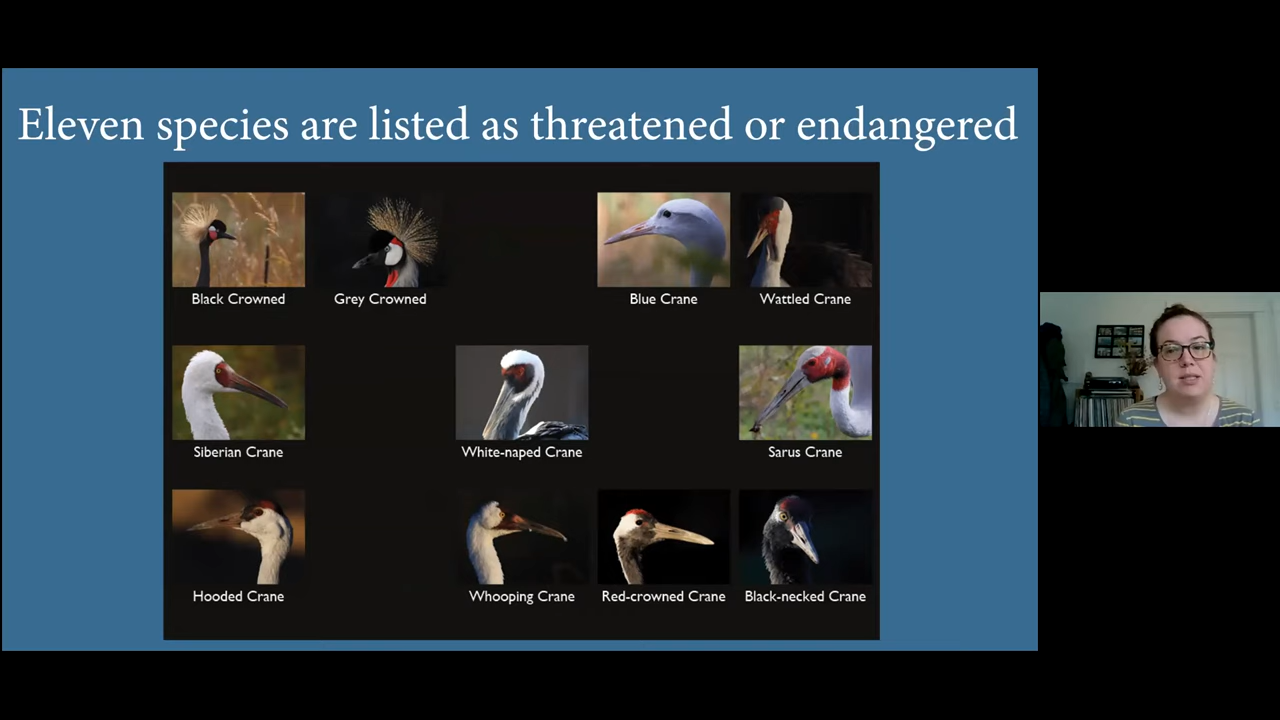 Eleven species are listed as threatened or endangered
Black Crowned
Grey Crowned
Blue Crane
Wattled Crane
Siberian Crane
White-naped Crane
Sarus Crane
Hooded Crane
Whooping Crane
Red-crowned Crane
Black-necked Crane